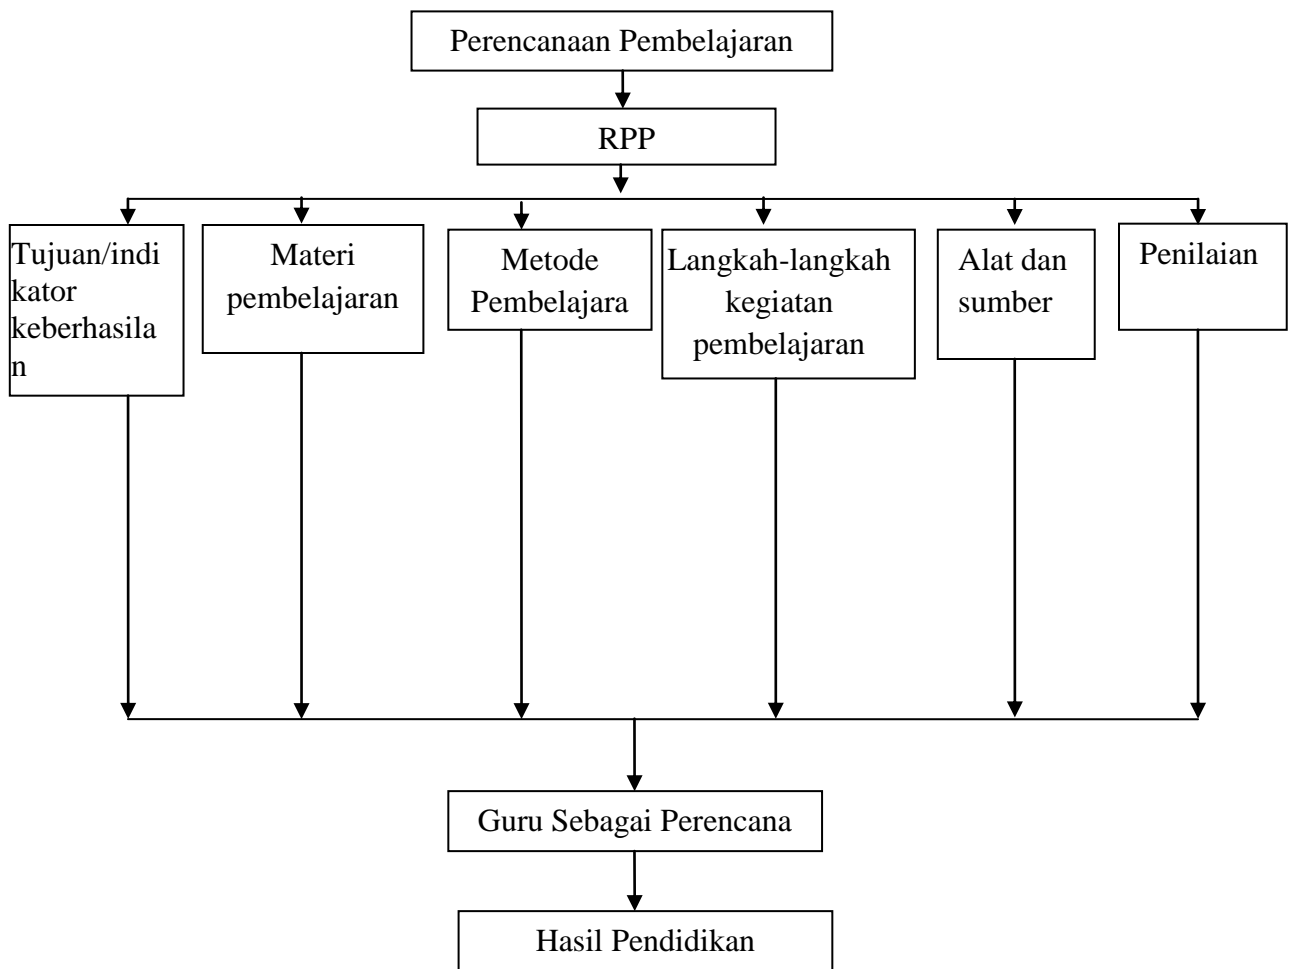 Perencanaan Pembelajaran
RPP
Tujuan/indi
kator
keberhasila
n
Materi
pembelajaran
Metode
Pembelajara
Langkah-langkah
kegiatan
pembelajaran
Alat dan
sumber
Penilaian
Guru Sebagai Perencana
Hasil Pendidikan